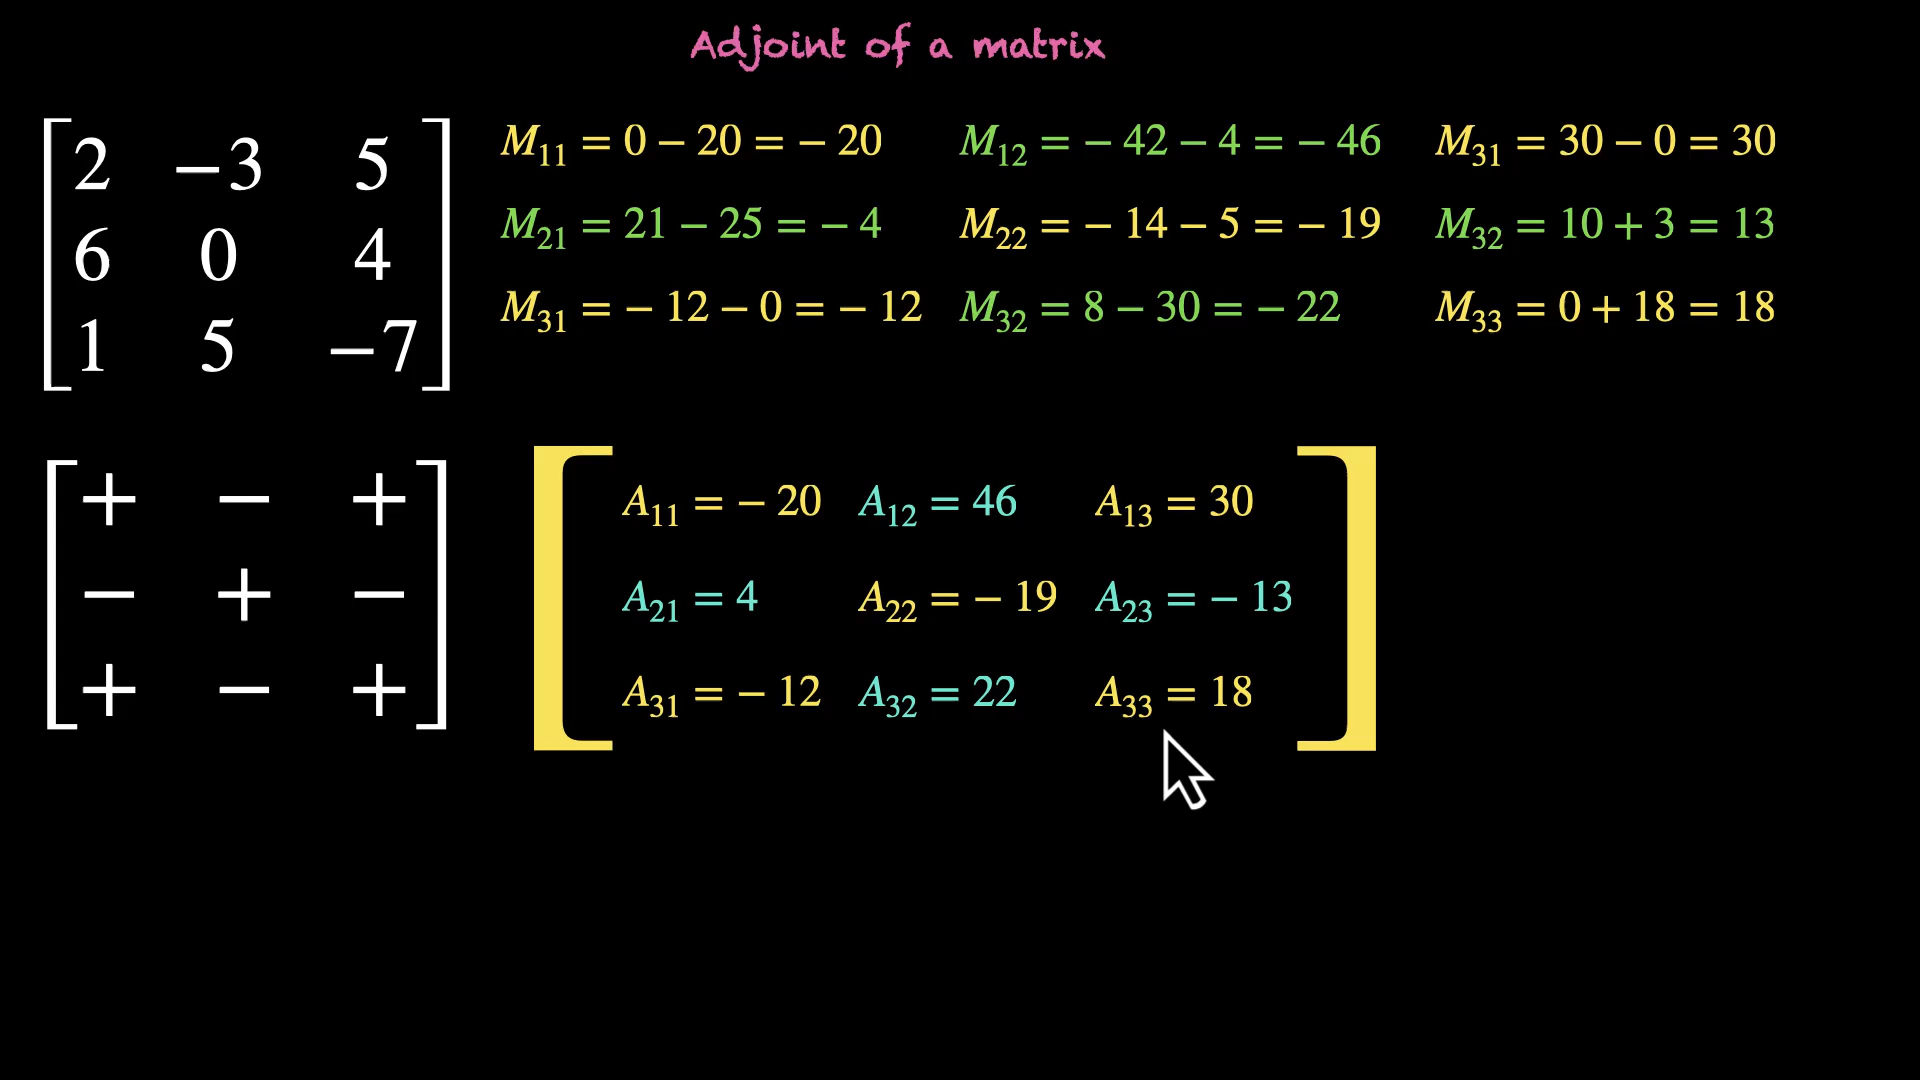 Adjoint of a matrix
2 −3 5
6 0 4
1 5 −7
M11 = 0 − 20 = − 20 M12 = − 42 − 4 = − 46 M31 = 30 − 0 = 30
M21 = 21 − 25 = − 4 M22 = − 14 − 5 = − 19 M32 = 10 + 3 = 13
M31 = − 12 − 0 = − 12 M32 = 8 − 30 = − 22 M33 = 0 + 18 = 18
+ − +
− + −
+ − +
A11 = − 20 A12 = 46 A13 = 30
A21 = 4 A22 = − 19 A23 = − 13
A31 = − 12 A32 = 22 A33 = 18